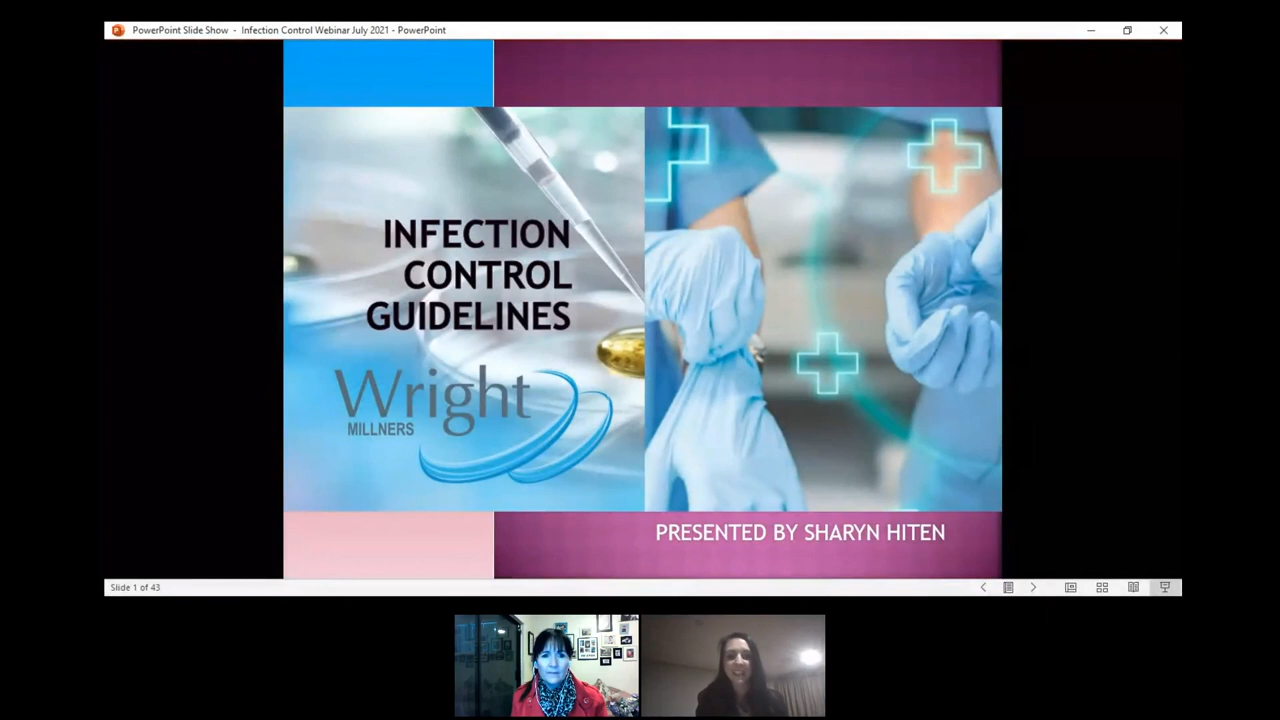 PowerPoint Slide Show - Infection Control Webinar July 2021 - PowerPoint
INFECTION
CONTROL
GUIDELINES
Wright
MILLNERS
PRESENTED BY SHARYN HITEN
Slide 1 of 43